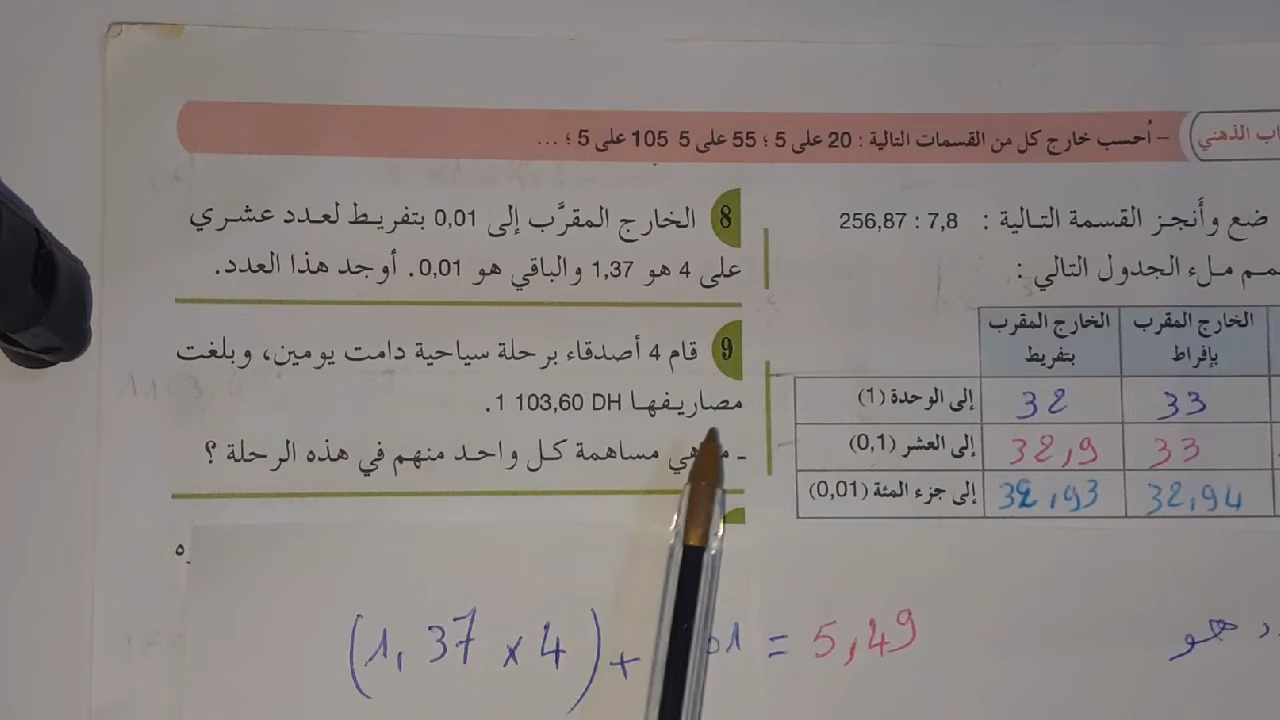 اب الذهني
– أحسب خارج كل من القسمات التالية : 20 على 5 ؛ 55 على 5 105 على 5 ؛ ...
ضع وأنجز القسمة التالية : 7,8 : 256,87
مم ملء الجدول التالي :
الخارج المقرب بإفراط
الخارج المقرب بتفريط
إلى الوحدة (1)
33
32
إلى العشر (0,1)
33
32,9
إلى جزء المئة (0,01)
32,94
32,93
8 الخارج المقرَّب إلى 0,01 بتفريط لعدد عشري
على 4 هو 1,37 والباقي هو 0,01. أوجد هذا العدد.
9 قام 4 أصدقاء برحلة سياحية دامت يومين، وبلغت
مصاريفها 1 103,60 DH.
ـ هي مساهمة كل واحد منهم في هذه الرحلة ؟
د هو
(1,37 × 4) + 01 = 5,49